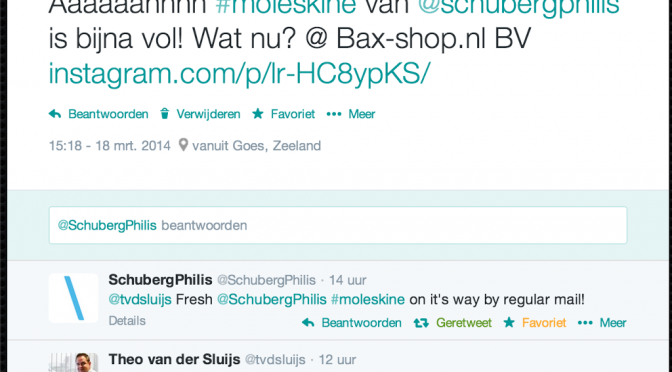 Aaaaaahhhh #moleskine van @schubergphilis
is bijna vol! Wat nu? @ Bax-shop.nl BV
instagram.com/p/lr-HC8ypKS/
Beantwoorden Verwijderen Favoriet Meer
15:18 - 18 mrt. 2014 vanuit Goes, Zeeland
@SchubergPhilis beantwoorden
SchubergPhilis @SchubergPhilis · 14 uur
@tvdsluijs Fresh @SchubergPhilis #moleskine on it's way by regular mail!
Details Beantwoorden Geretweet Favoriet Meer
Theo van der Sluijs @tvdsluijs · 12 uur